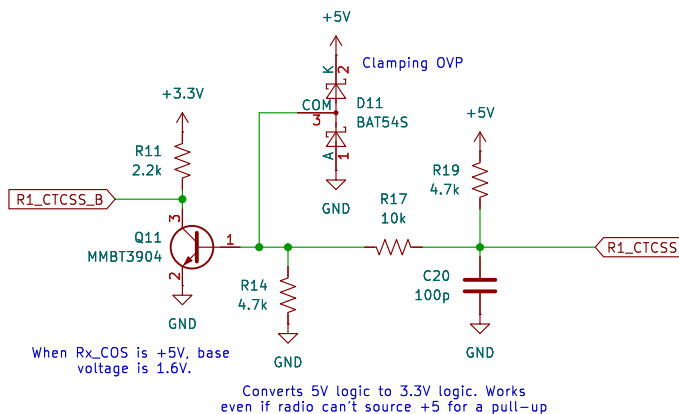 +5V
Clamping OVP
K
2
+3.3V
COM
3
D11
BAT54S
+5V
A
1
R11
2.2k
R19
4.7k
GND
R17
10k
R1_CTCSS_B
3
Q11
MMBT3904
1
R1_CTCSS
2
R14
4.7k
C20
100p
GND
GND
GND
When Rx_COS is +5V, base
voltage is 1.6V.
Converts 5V logic to 3.3V logic. Works
even if radio can't source +5 for a pull-up